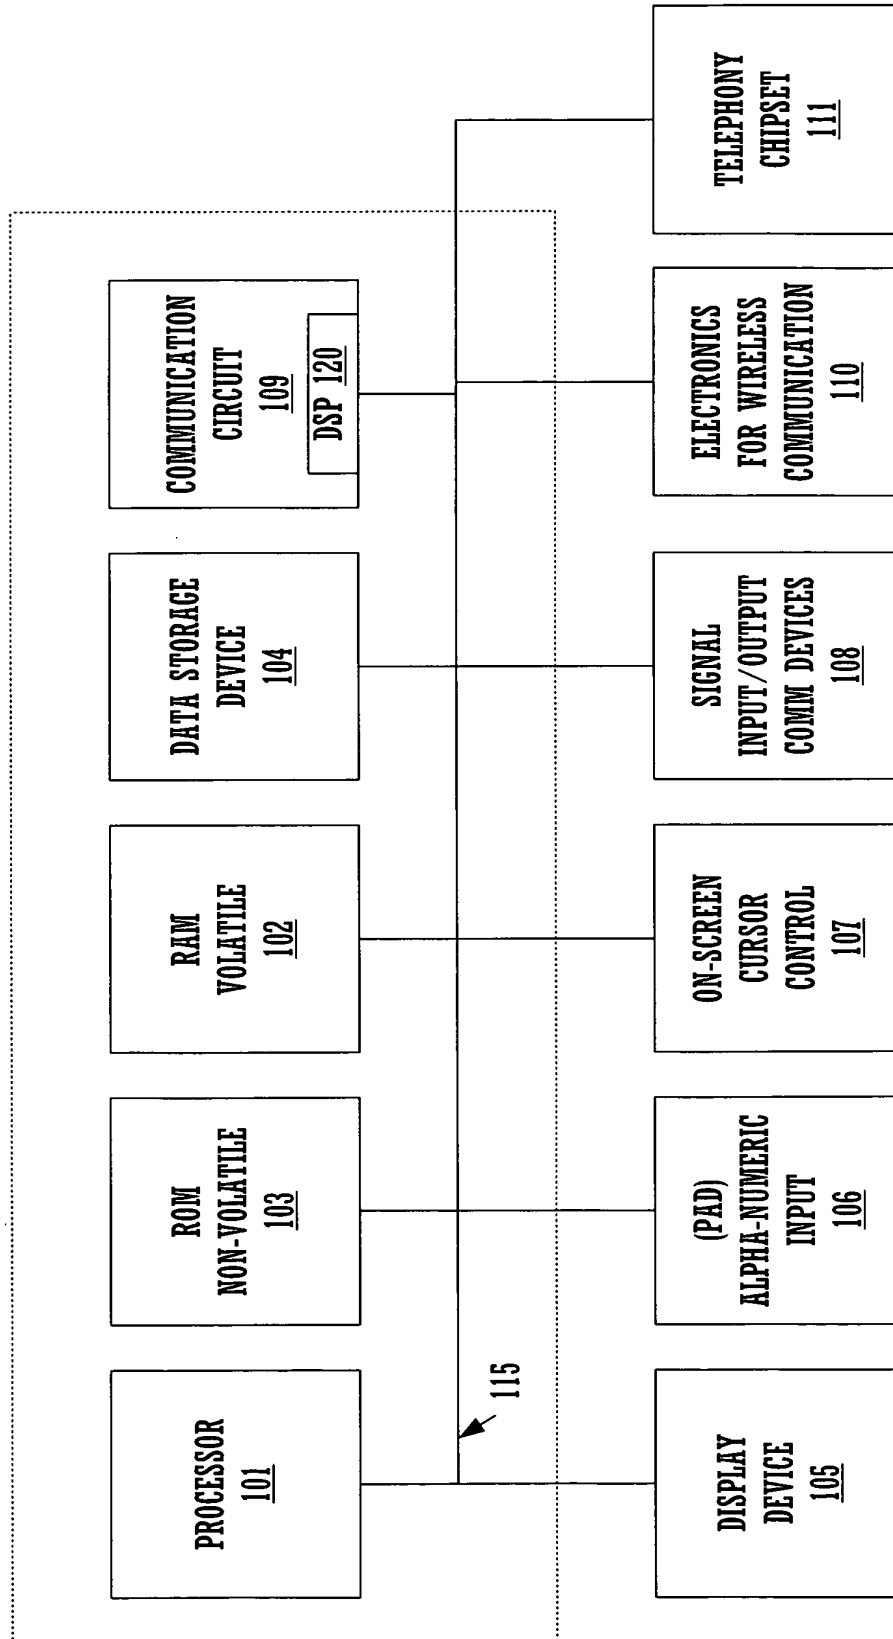 PROCESSOR
101
ROM
NON-VOLATILE
103
RAM
VOLATILE
102
DATA STORAGE
DEVICE
104
COMMUNICATION
CIRCUIT
109
DSP 120
115
DISPLAY
DEVICE
105
(PAD)
ALPHA-NUMERIC
INPUT
106
ON-SCREEN
CURSOR
CONTROL
107
SIGNAL
INPUT/OUTPUT
COMM DEVICES
108
ELECTRONICS
FOR WIRELESS
COMMUNICATION
110
TELEPHONY
CHIPSET
111